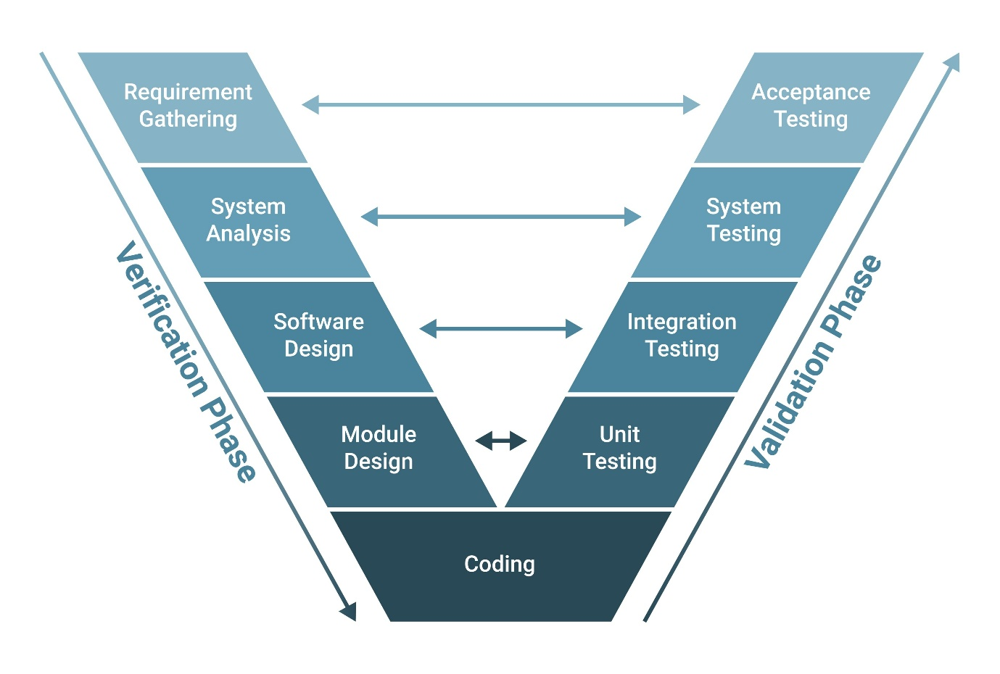 Requirement
Gathering
Acceptance
Testing
System
Analysis
System
Testing
Software
Design
Integration
Testing
Module
Design
Unit
Testing
Coding
Verification Phase
Validation Phase